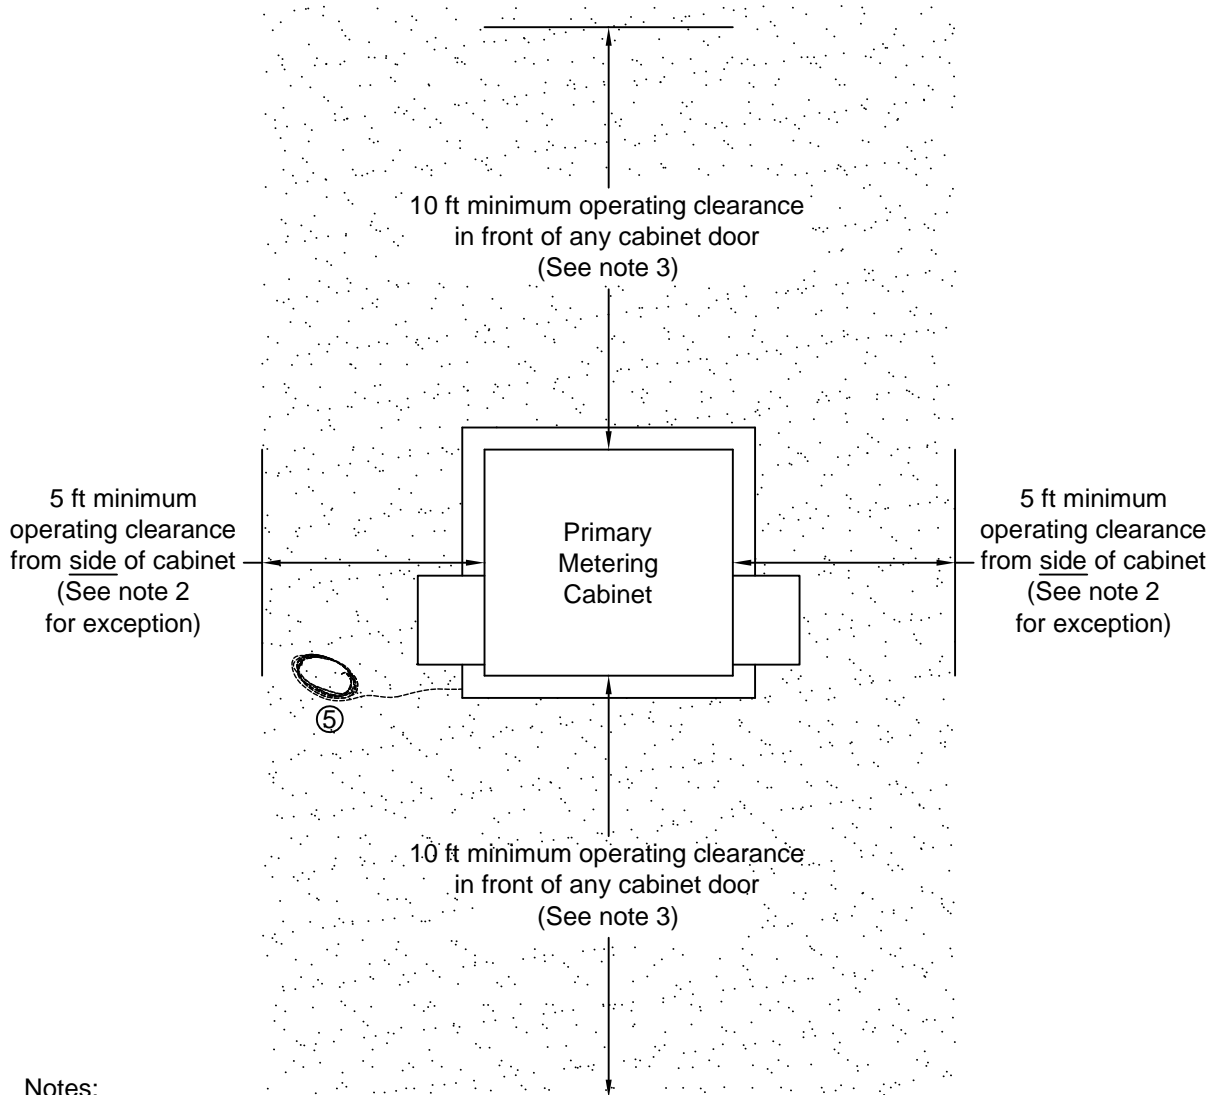 10 ft minimum operating clearance
in front of any cabinet door
(See note 3)
5 ft minimum
operating clearance
from side of cabinet
(See note 2
for exception)
Primary
Metering
Cabinet
5 ft minimum
operating clearance
from side of cabinet
(See note 2
for exception)
5
10 ft minimum operating clearance
in front of any cabinet door
(See note 3)
Notes: